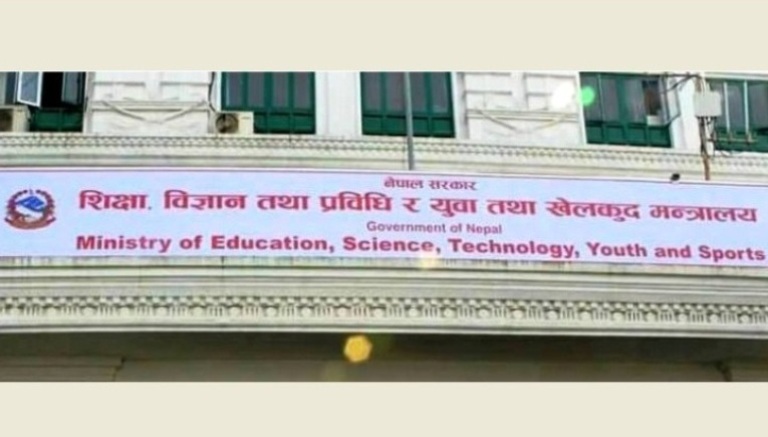 नेपाल सरकार
शिक्षा, विज्ञान तथा प्रविधि र युवा तथा खेलकुद मन्त्रालय
Government of Nepal
Ministry of Education, Science, Technology, Youth and Sports